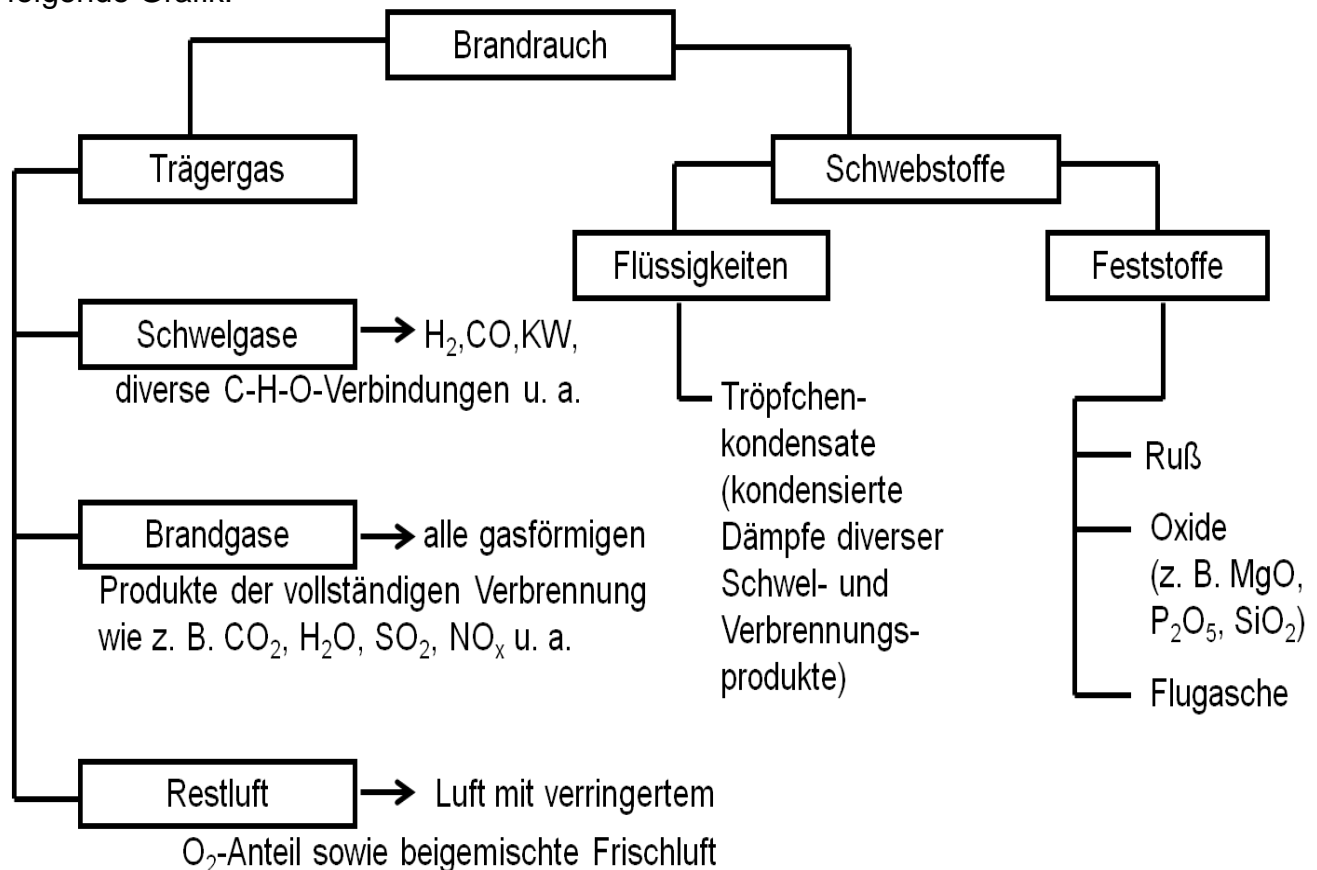 folgende Grafik:
Brandrauch
Trägergas
Schwebstoffe
Flüssigkeiten
Feststoffe
Schwelgase
H₂,CO,KW,
diverse C-H-O-Verbindungen u. a.
Brandgase
alle gasförmigen
Produkte der vollständigen Verbrennung
wie z. B. CO₂, H₂O, SO₂, NOₓ u. a.
Restluft
Luft mit verringertem
O₂-Anteil sowie beigemischte Frischluft
Tröpfchen-
kondensate
(kondensierte
Dämpfe diverser
Schwel- und
Verbrennungs-
produkte)
Ruß
Oxide
(z. B. MgO,
P₂O₅, SiO₂)
Flugasche